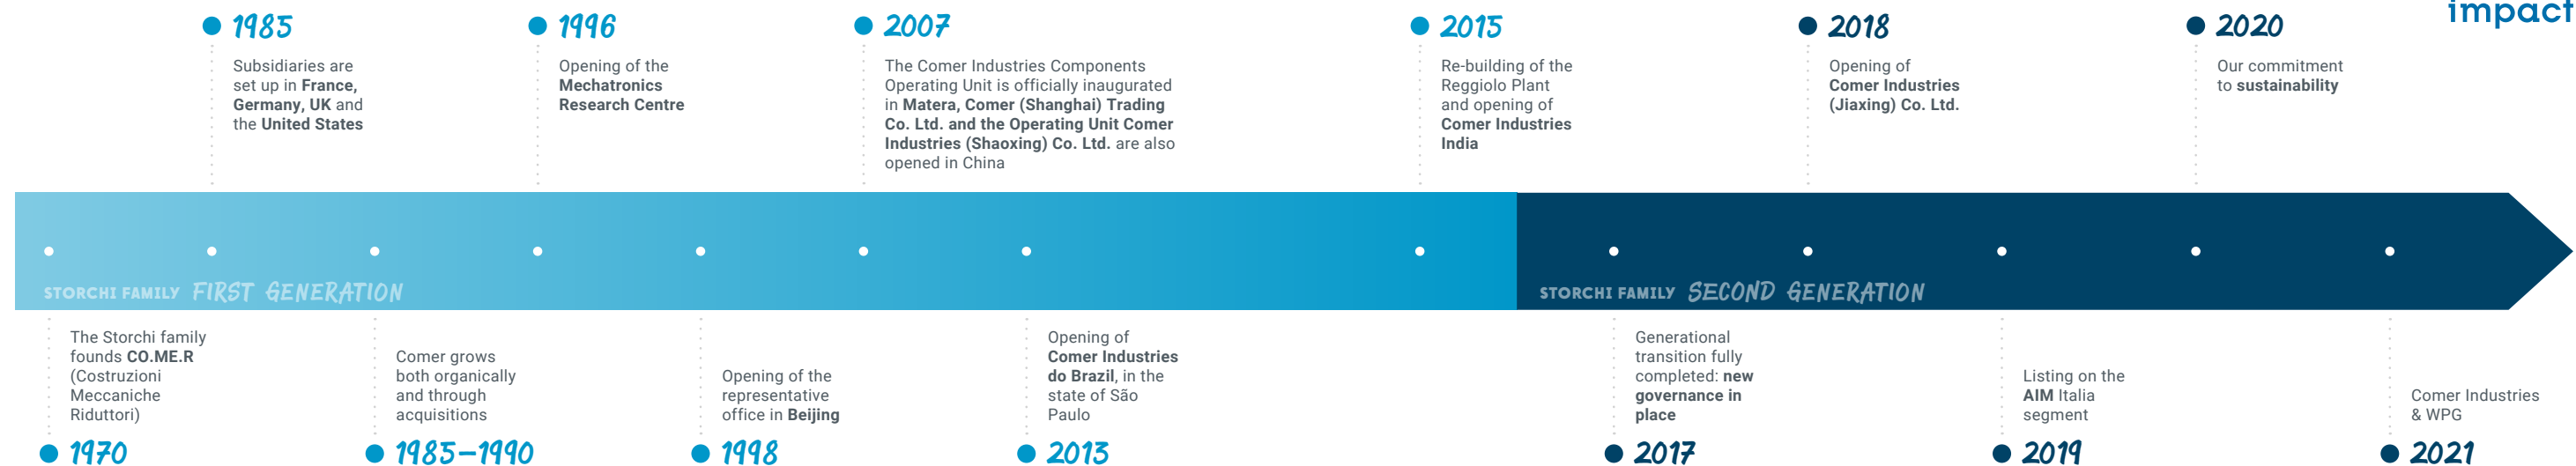 impact
1985
Subsidiaries are
set up in France,
Germany, UK and
the United States
1996
Opening of the
Mechatronics
Research Centre
2007
The Comer Industries Components
Operating Unit is officially inaugurated
in Matera, Comer (Shanghai) Trading
Co. Ltd. and the Operating Unit Comer
Industries (Shaoxing) Co. Ltd. are also
opened in China
2015
Re-building of the
Reggiolo Plant
and opening of
Comer Industries
India
2018
Opening of
Comer Industries
(Jiaxing) Co. Ltd.
2020
Our commitment
to sustainability
STORCHI FAMILY FIRST GENERATION
STORCHI FAMILY SECOND GENERATION
The Storchi family
founds CO.ME.R
(Costruzioni
Meccaniche
Riduttori)
1970
Comer grows
both organically
and through
acquisitions
1985–1990
Opening of the
representative
office in Beijing
1998
Opening of
Comer Industries
do Brazil, in the
state of São
Paulo
2013
Generational
transition fully
completed: new
governance in
place
2017
Listing on the
AIM Italia
segment
2019
Comer Industries
& WPG
2021